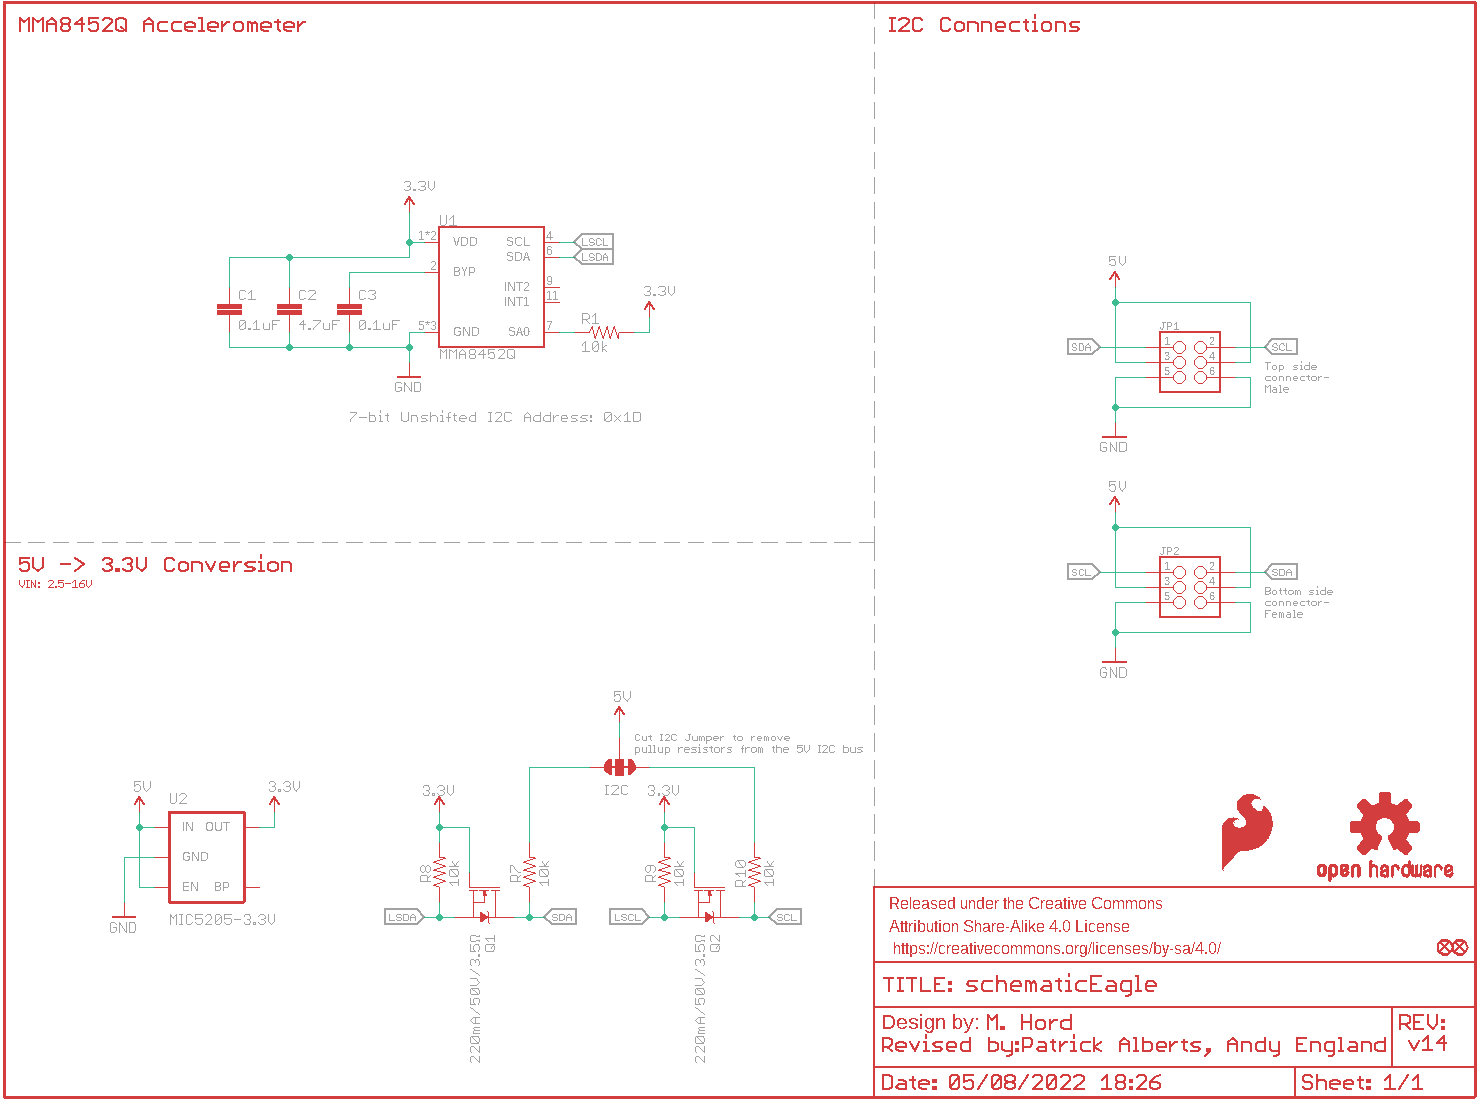 MMA8452Q Accelerometer
3.3V
U1
1*2
VDD
SCL
4
LSCL
SDA
6
LSDA
2
BYP
INT2
9
INT1
11
C1
0.1uF
C2
4.7uF
C3
0.1uF
5*3
GND
SA0
7
MMA8452Q
R1
10k
3.3V
GND
7-bit Unshifted I2C Address: 0x1D
I2C Connections
5V
JP1
SDA
1
2
SCL
3
4
5
6
Top side
connector-
Male
GND
5V
JP2
SCL
1
2
SDA
3
4
5
6
Bottom side
connector-
Female
GND
5V -> 3.3V Conversion
VIN: 2.5-16V
5V
U2
3.3V
IN OUT
GND
EN BP
MIC5205-3.3V
GND
5V
Cut I2C Jumper to remove
pullup resistors from the 5V I2C bus
I2C
3.3V
R8
10k
R7
10k
LSDA
SDA
Q1
220mA/50V/3.5Ω
3.3V
R9
10k
R10
10k
LSCL
SCL
Q2
220mA/50V/3.5Ω
open hardware
Released under the Creative Commons
Attribution Share-Alike 4.0 License
https://creativecommons.org/licenses/by-sa/4.0/
TITLE: schematicEagle
Design by: M. Hord
Revised by:Patrick Alberts, Andy England
REV:
v14
Date: 05/08/2022 18:26
Sheet: 1/1